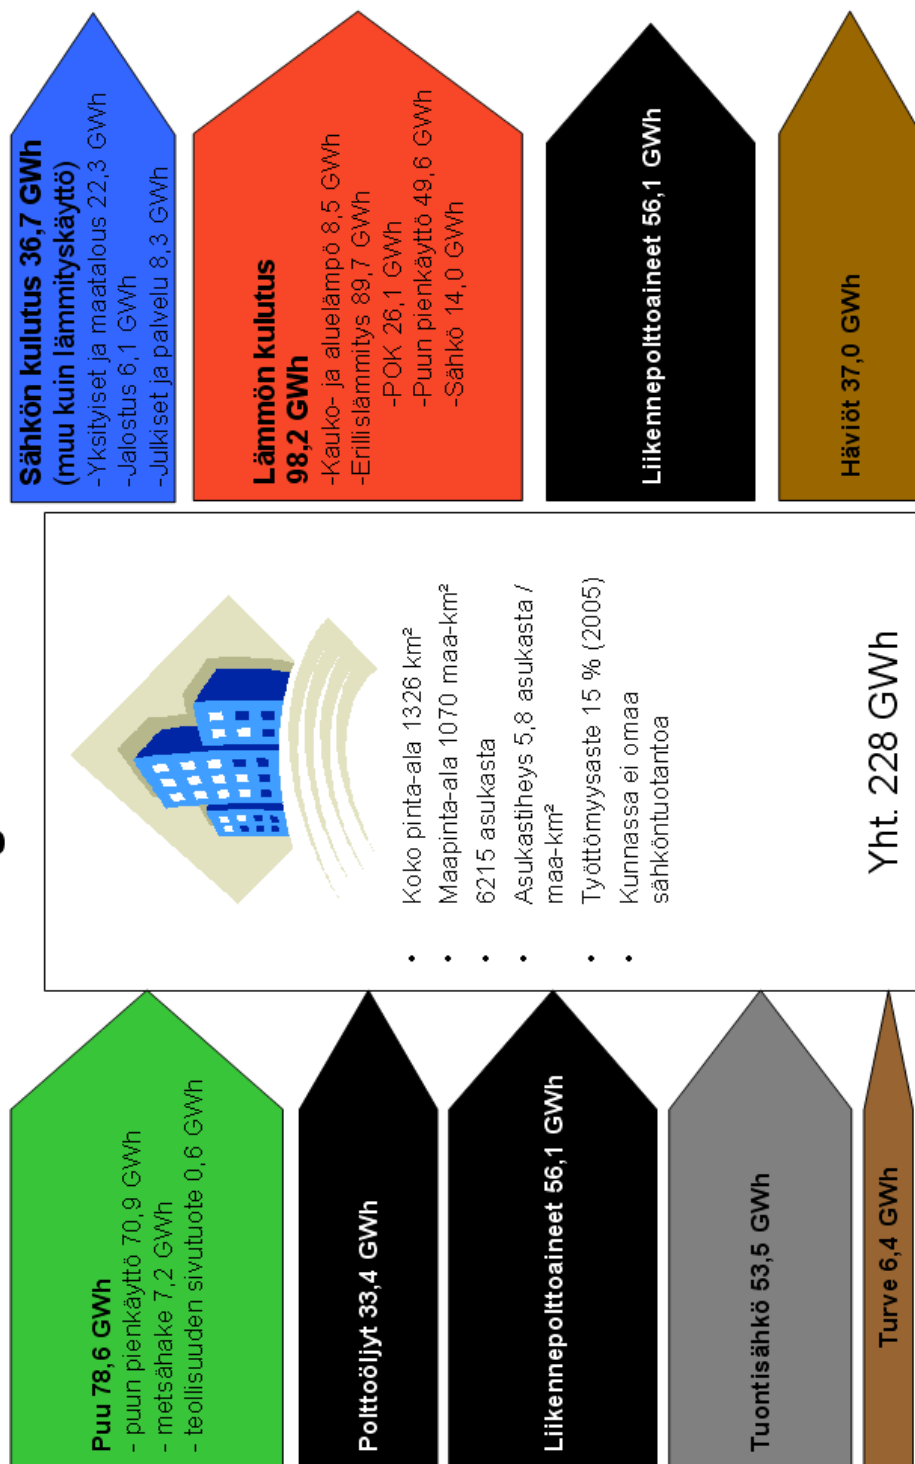 Puu 78,6 GWh
- puun pienkäyttö 70,9 GWh
- metsähake 7,2 GWh
- teollisuuden sivutuote 0,6 GWh
Polttoöljyt 33,4 GWh
Liikennepolttoaineet 56,1 GWh
Tuontisähkö 53,5 GWh
Turve 6,4 GWh
• Koko pinta-ala 1326 km²
• Maapinta-ala 1070 maa-km²
• 6215 asukasta
• Asukastiheys 5,8 asukasta /
maa-km²
• Työttömyysaste 15 % (2005)
• Kunnassa ei omaa
sähköntuotantoa
Yht. 228 GWh
Sähkön kulutus 36,7 GWh
(muu kuin lämmityskäyttö)
-Yksityiset ja maatalous 22,3 GWh
-Jalostus 6,1 GWh
-Julkiset ja palvelu 8,3 GWh
Lämmön kulutus
98,2 GWh
-Kauko- ja aluelämpö 8,5 GWh
-Erillislämmitys 89,7 GWh
-POK 26,1 GWh
-Puun pienkäyttö 49,6 GWh
-Sähkö 14,0 GWh
Liikennepolttoaineet 56,1 GWh
Häviöt 37,0 GWh